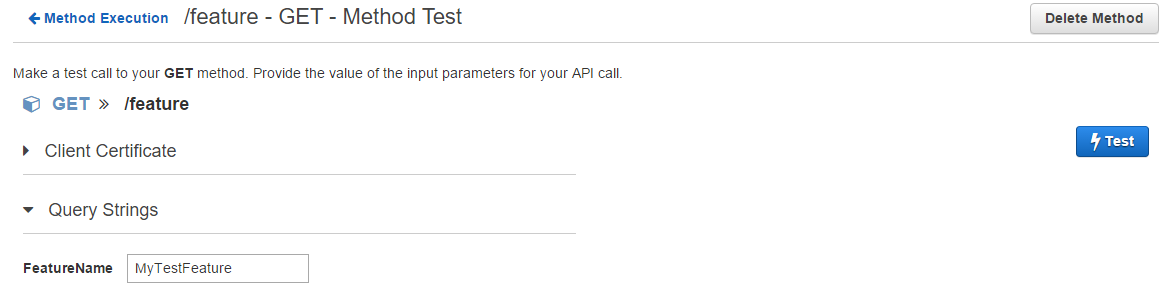 Method Execution /feature - GET - Method Test Delete Method
Make a test call to your GET method. Provide the value of the input parameters for your API call.
GET » /feature
Client Certificate
Test
Query Strings
FeatureName MyTestFeature